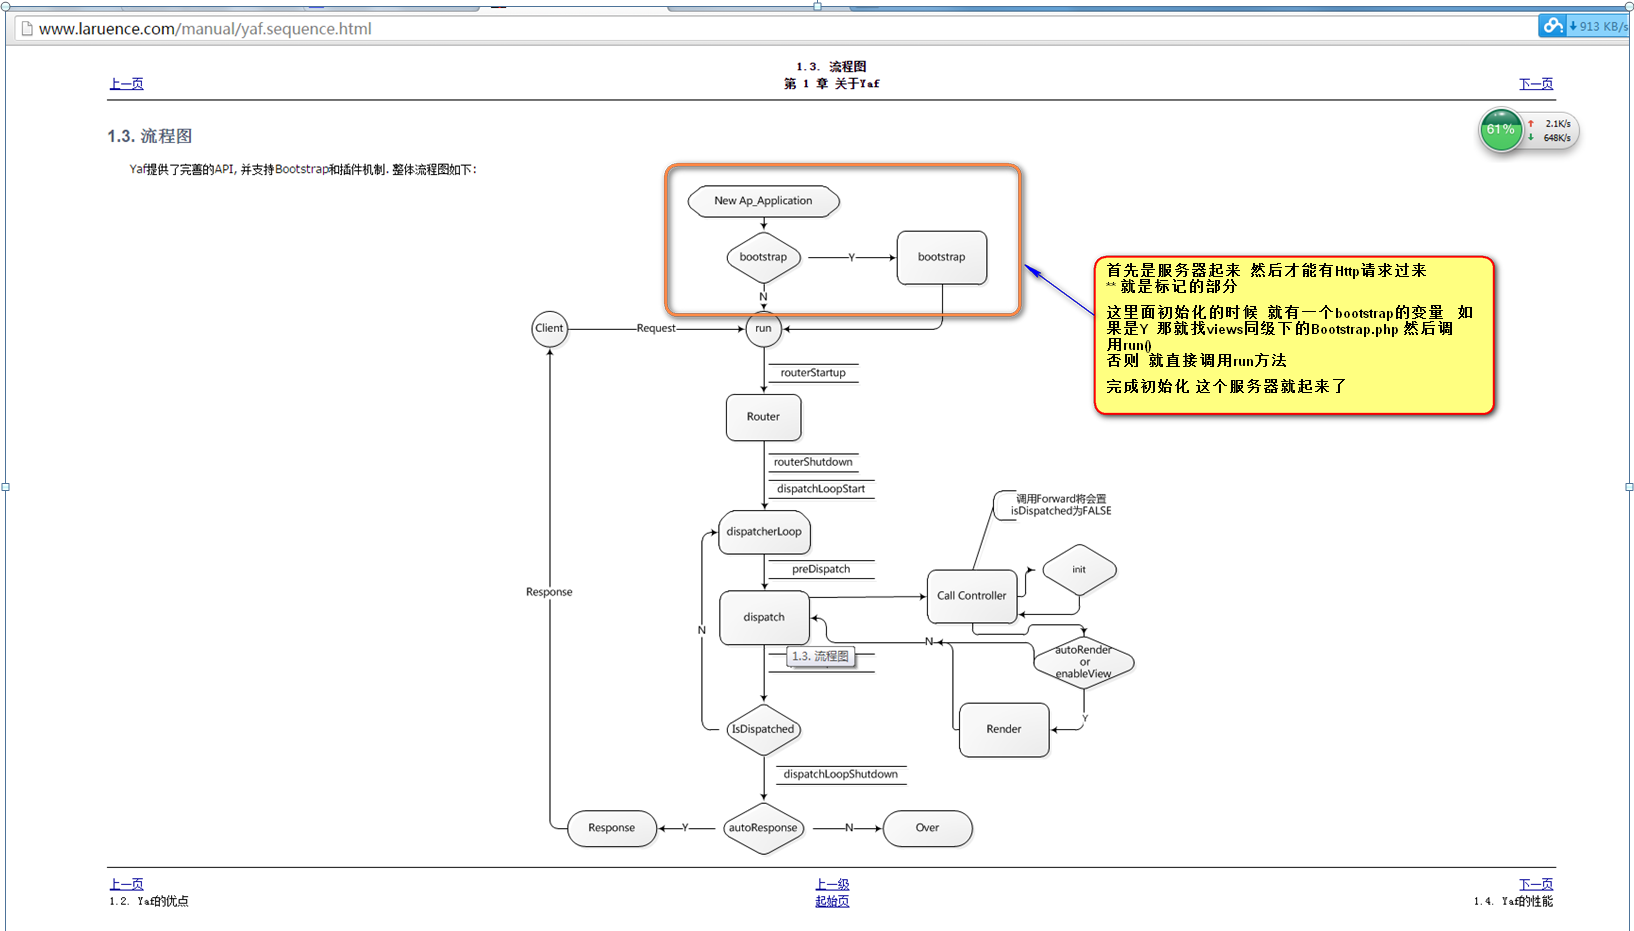 www.laruence.com/manual/yaf.sequence.html
913 KB/s
1.3. 流程图
上一页
第 1 章 关于Yaf
下一页
1.3. 流程图
61%
2.1K/s
648K/s
Yaf提供了完善的API, 并支持Bootstrap和插件机制. 整体流程图如下:
New Ap_Application
bootstrap
Y
bootstrap
N
首先是服务器起来 然后才能有Http请求过来
** 就是标记的部分
这里面初始化的时候 就有一个bootstrap的变量 如
果是Y 那就找views同级下的Bootstrap.php 然后调
用run()
否则 就直接调用run方法
完成初始化 这个服务器就起来了
Client
Request
run
routerStartup
Router
routerShutdown
dispatchLoopStart
调用Forward将会置
isDispatched为FALSE
dispatcherLoop
preDispatch
init
Call Controller
Response
dispatch
N
N
autoRender
or
enableView
1.3. 流程图
Y
IsDispatched
Render
dispatchLoopShutdown
Response
Y
autoResponse
N
Over
上一页
上一级
下一页
1.2. Yaf的优点
起始页
1.4. Yaf的性能